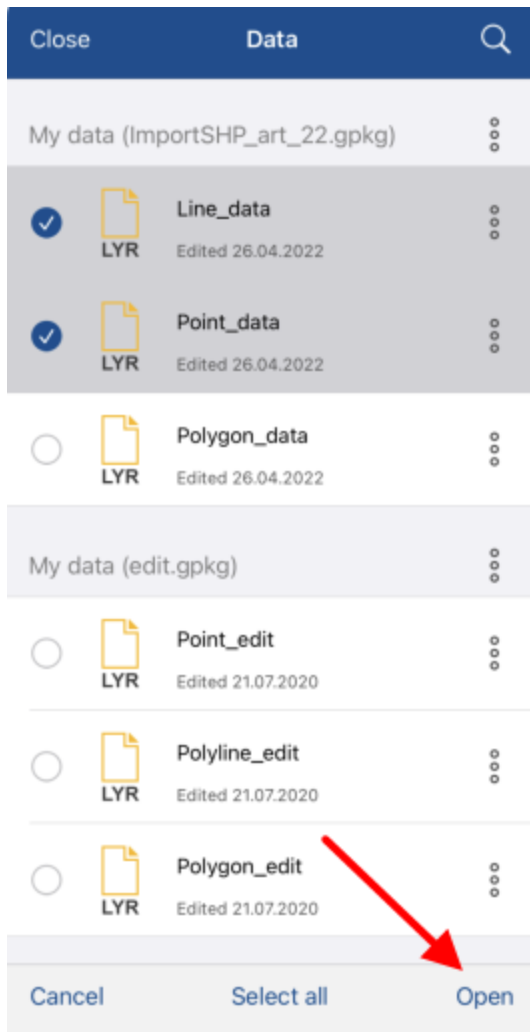 Close Data
My data (ImportSHP_art_22.gpkg)
Line_data
LYR Edited 26.04.2022
Point_data
LYR Edited 26.04.2022
Polygon_data
LYR Edited 26.04.2022
My data (edit.gpkg)
Point_edit
LYR Edited 21.07.2020
Polyline_edit
LYR Edited 21.07.2020
Polygon_edit
LYR Edited 21.07.2020
Cancel Select all Open